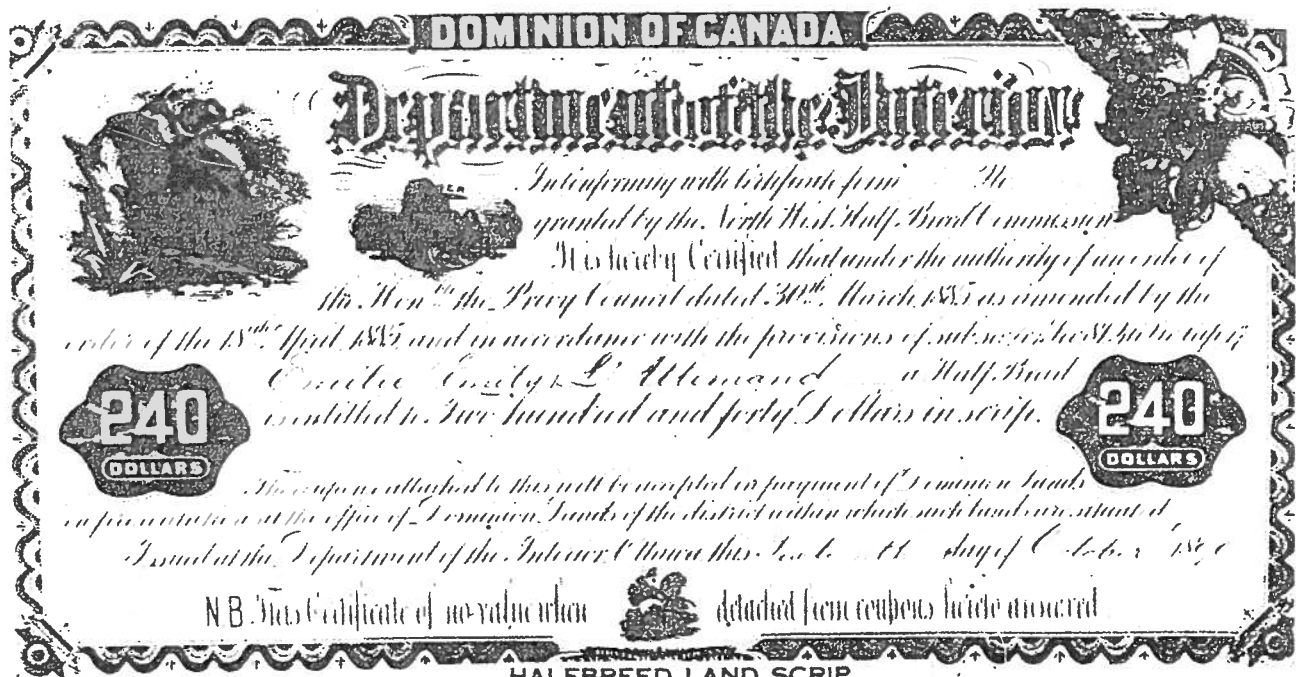 DOMINION OF CANADA
Department of the Interior
In conformity with Certificate form
granted by the North West Half Breed Commission
It is hereby Certified that under the authority of an order of
the Hon. the Privy Council dated 30th March, 1885 as amended by the
order of the 18th April 1885 and in accordance with the provisions of
Emily L'Allemand a Half Breed
is entitled to Two hundred and forty Dollars in scrip.
240 DOLLARS
240 DOLLARS
The coupons attached to this will be accepted in payment of Dominion Lands
on presentation at the office of Dominion Lands of the district within which such lands are situated
Issued at the Department of the Interior Ottawa this day of October
N.B. This Certificate of no value when detached from coupons hereto annexed
HALFBREED LAND SCRIP